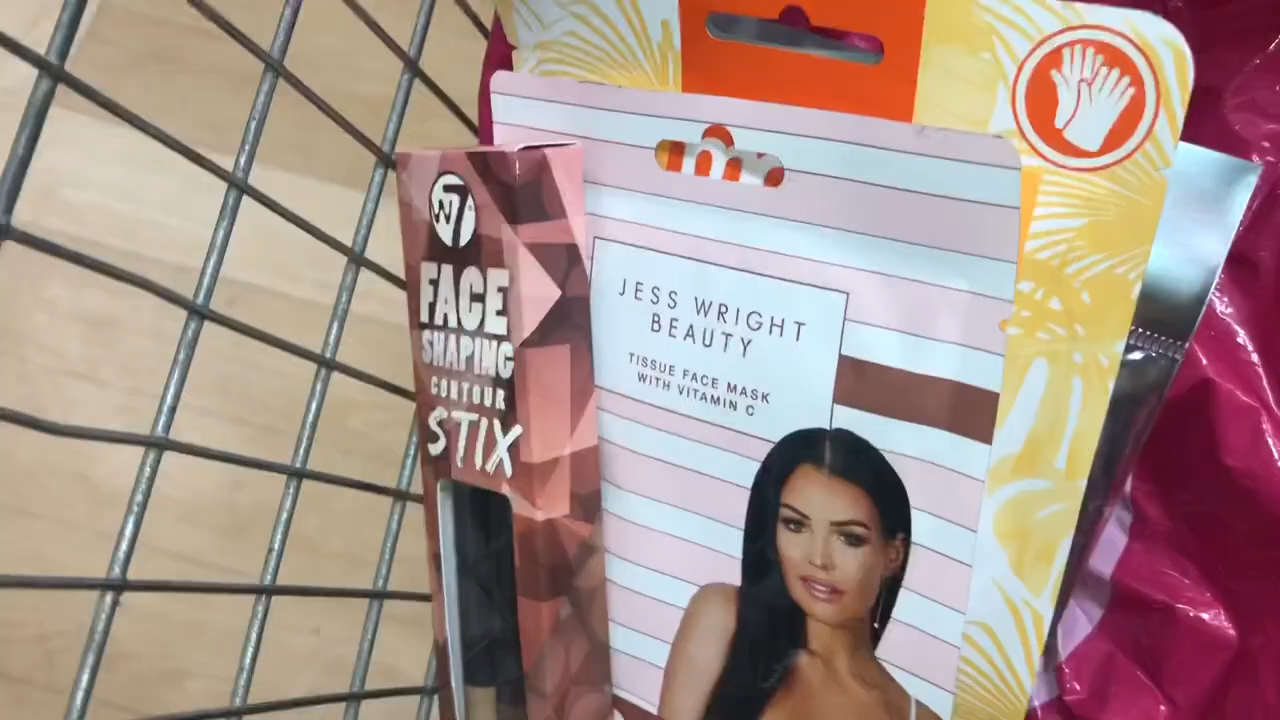 W7
FACE
SHAPING
CONTOUR
STIX
JESS WRIGHT
BEAUTY
TISSUE FACE MASK
WITH VITAMIN C